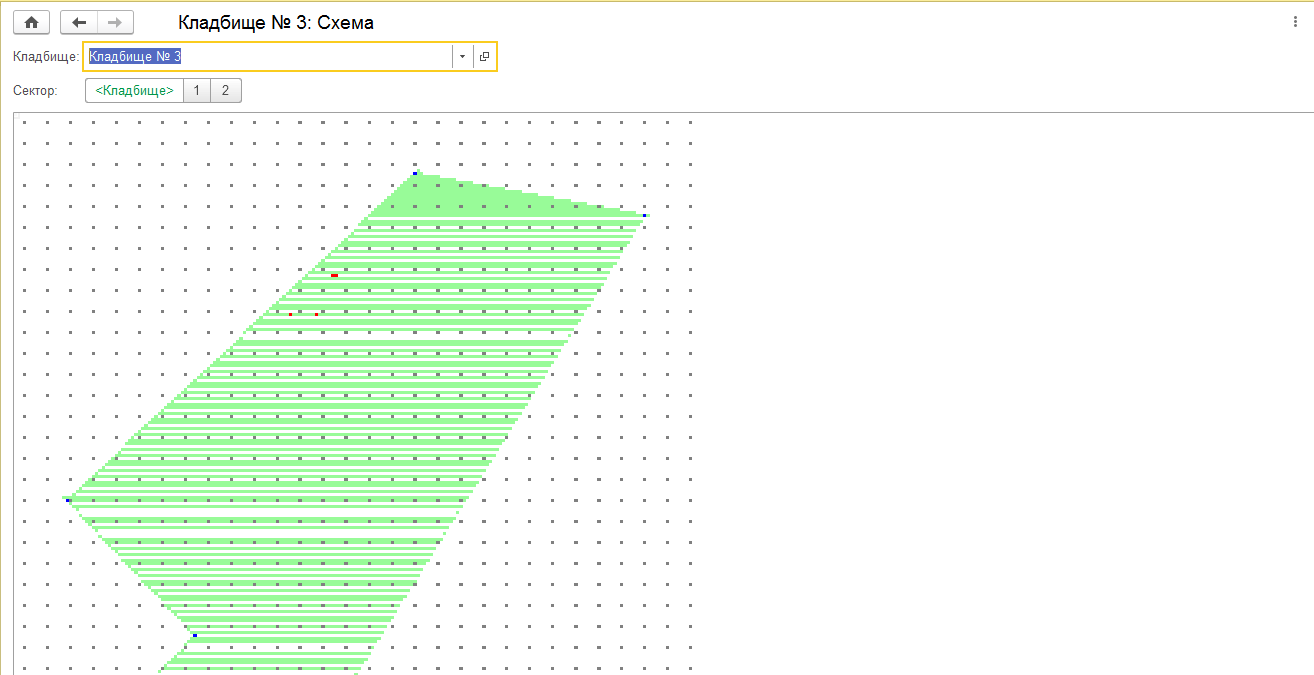 Кладбище № 3: Схема
Кладбище: Кладбище № 3
Сектор: <Кладбище> 1 2